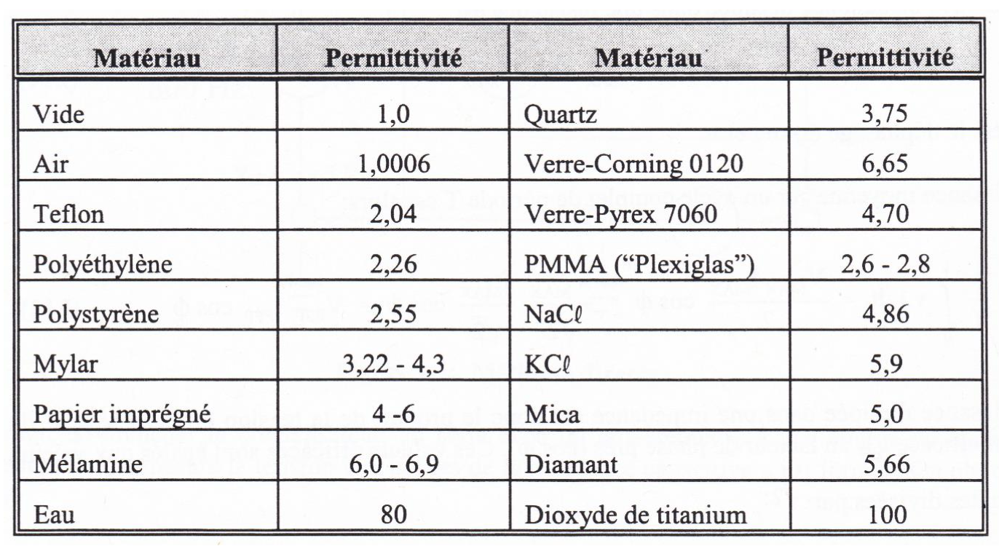 Matériau Permittivité Matériau Permittivité
Vide 1,0 Quartz 3,75
Air 1,0006 Verre-Corning 0120 6,65
Teflon 2,04 Verre-Pyrex 7060 4,70
Polyéthylène 2,26 PMMA (“Plexiglas”) 2,6 - 2,8
Polystyrène 2,55 NaCℓ 4,86
Mylar 3,22 - 4,3 KCℓ 5,9
Papier imprégné 4 -6 Mica 5,0
Mélamine 6,0 - 6,9 Diamant 5,66
Eau 80 Dioxyde de titanium 100